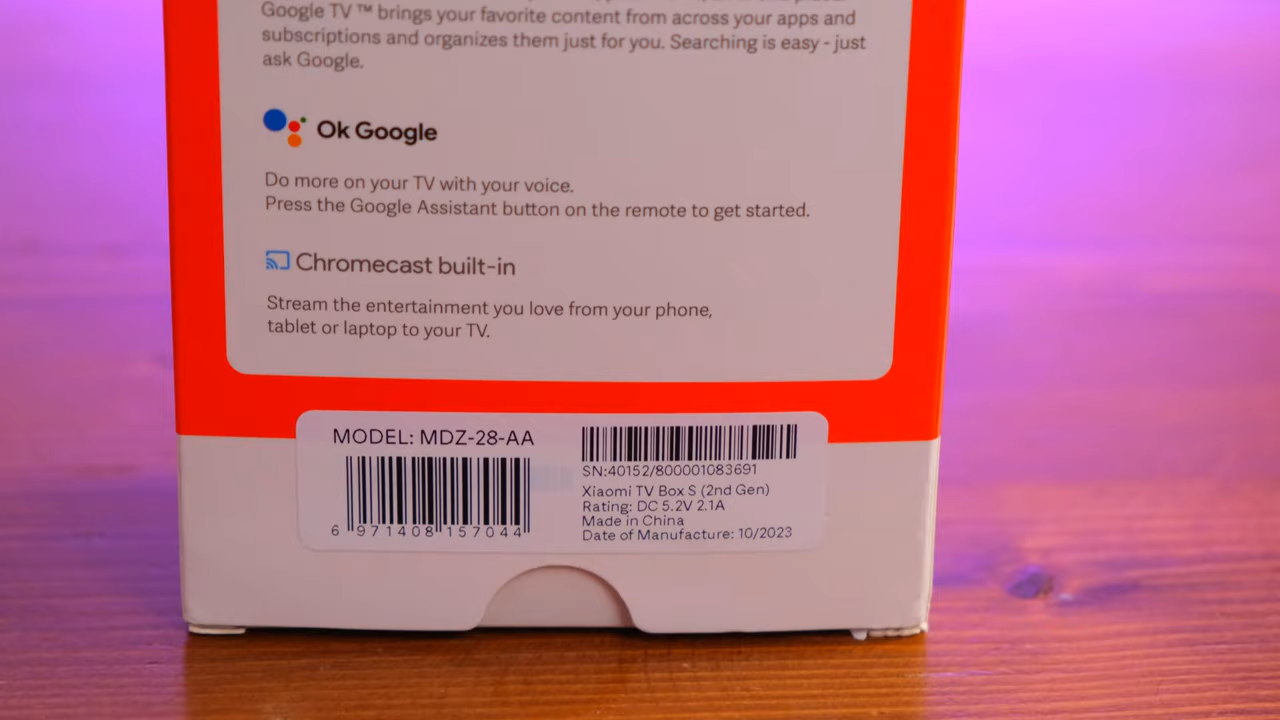 Google TV™ brings your favorite content from across your apps and
subscriptions and organizes them just for you. Searching is easy - just
ask Google.
Ok Google
Do more on your TV with your voice.
Press the Google Assistant button on the remote to get started.
Chromecast built-in
Stream the entertainment you love from your phone,
tablet or laptop to your TV.
MODEL: MDZ-28-AA
6 971408 157044
SN:40152/800001083691
Xiaomi TV Box S (2nd Gen)
Rating: DC 5.2V 2.1A
Made in China
Date of Manufacture: 10/2023